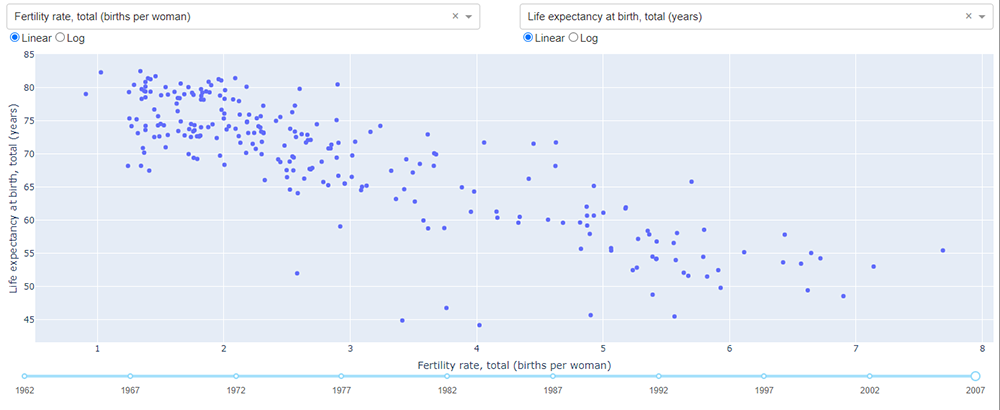 Fertility rate, total (births per woman) × Life expectancy at birth, total (years) ×
Linear Log Linear Log
85
80
75
70
65
60
55
50
45
Life expectancy at birth, total (years)
1 2 3 4 5 6 7 8
Fertility rate, total (births per woman)
1962 1967 1972 1977 1982 1987 1992 1997 2002 2007